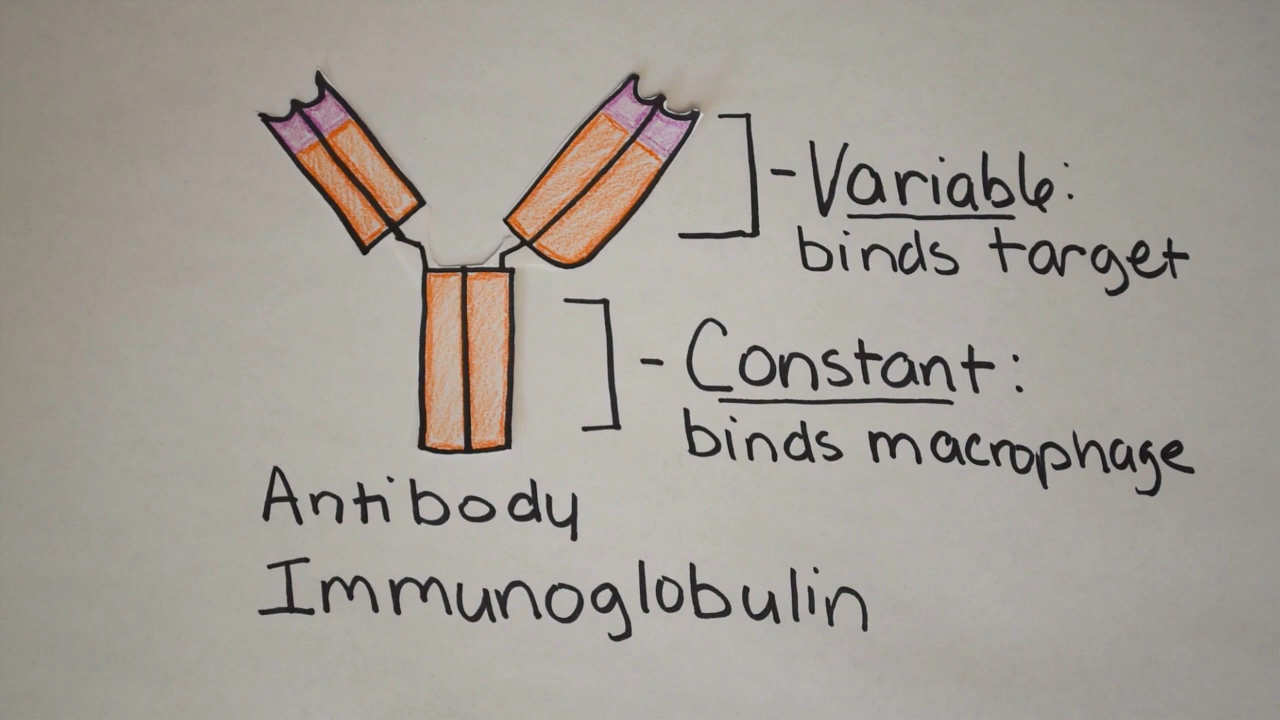 - Variable:
binds target
- Constant:
binds macrophage
Antibody
Immunoglobulin